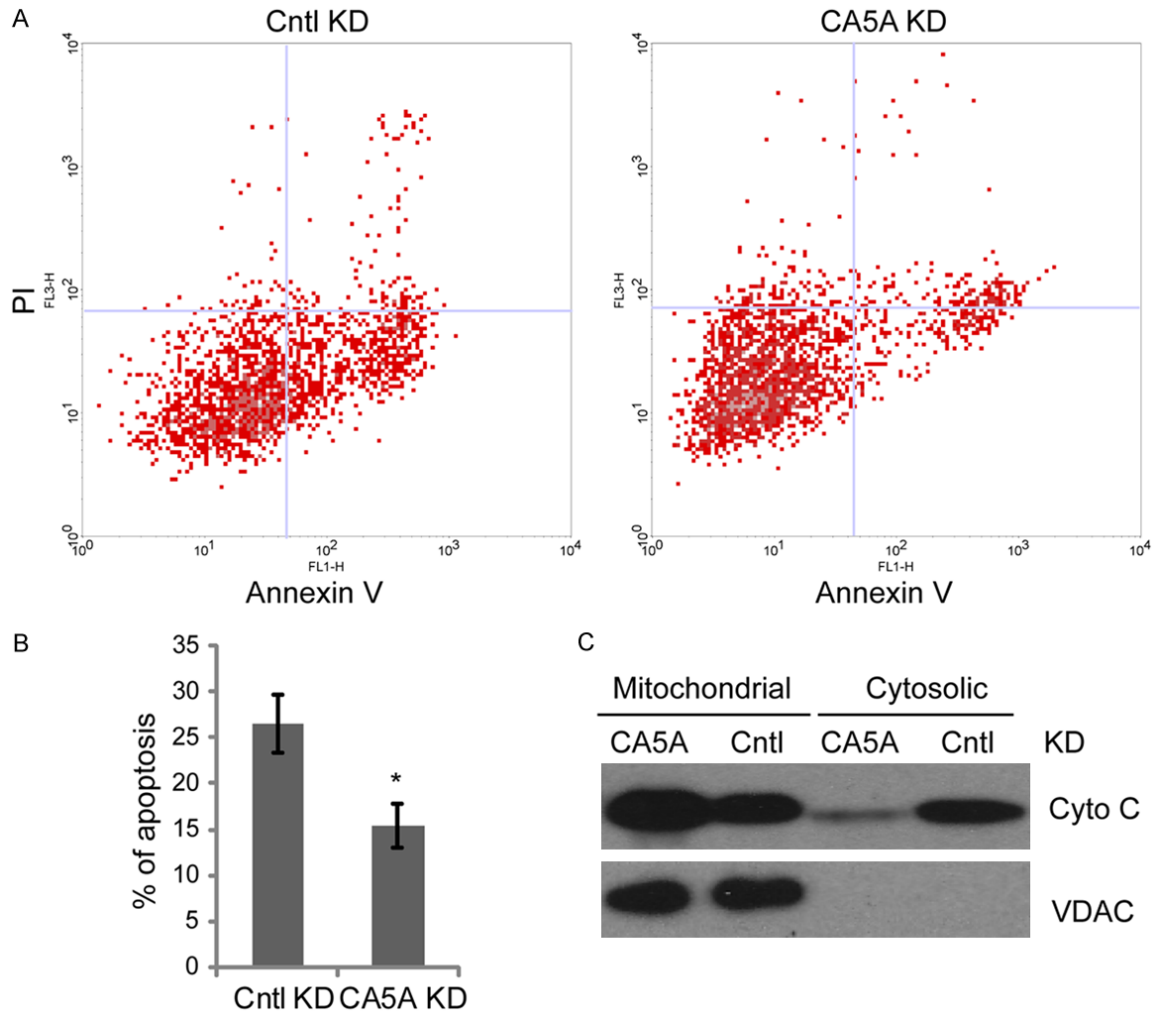 A
Cntl KD
CA5A KD
PI
FL3-H
10^0 10^1 10^2 10^3 10^4
10^0 10^1 10^2 10^3 10^4
FL1-H
Annexin V
FL3-H
10^0 10^1 10^2 10^3 10^4
10^0 10^1 10^2 10^3 10^4
FL1-H
Annexin V
B
% of apoptosis
35
30
25
20
15
10
5
0
*
Cntl KD CA5A KD
C
Mitochondrial Cytosolic
CA5A Cntl CA5A Cntl KD
Cyto C
VDAC